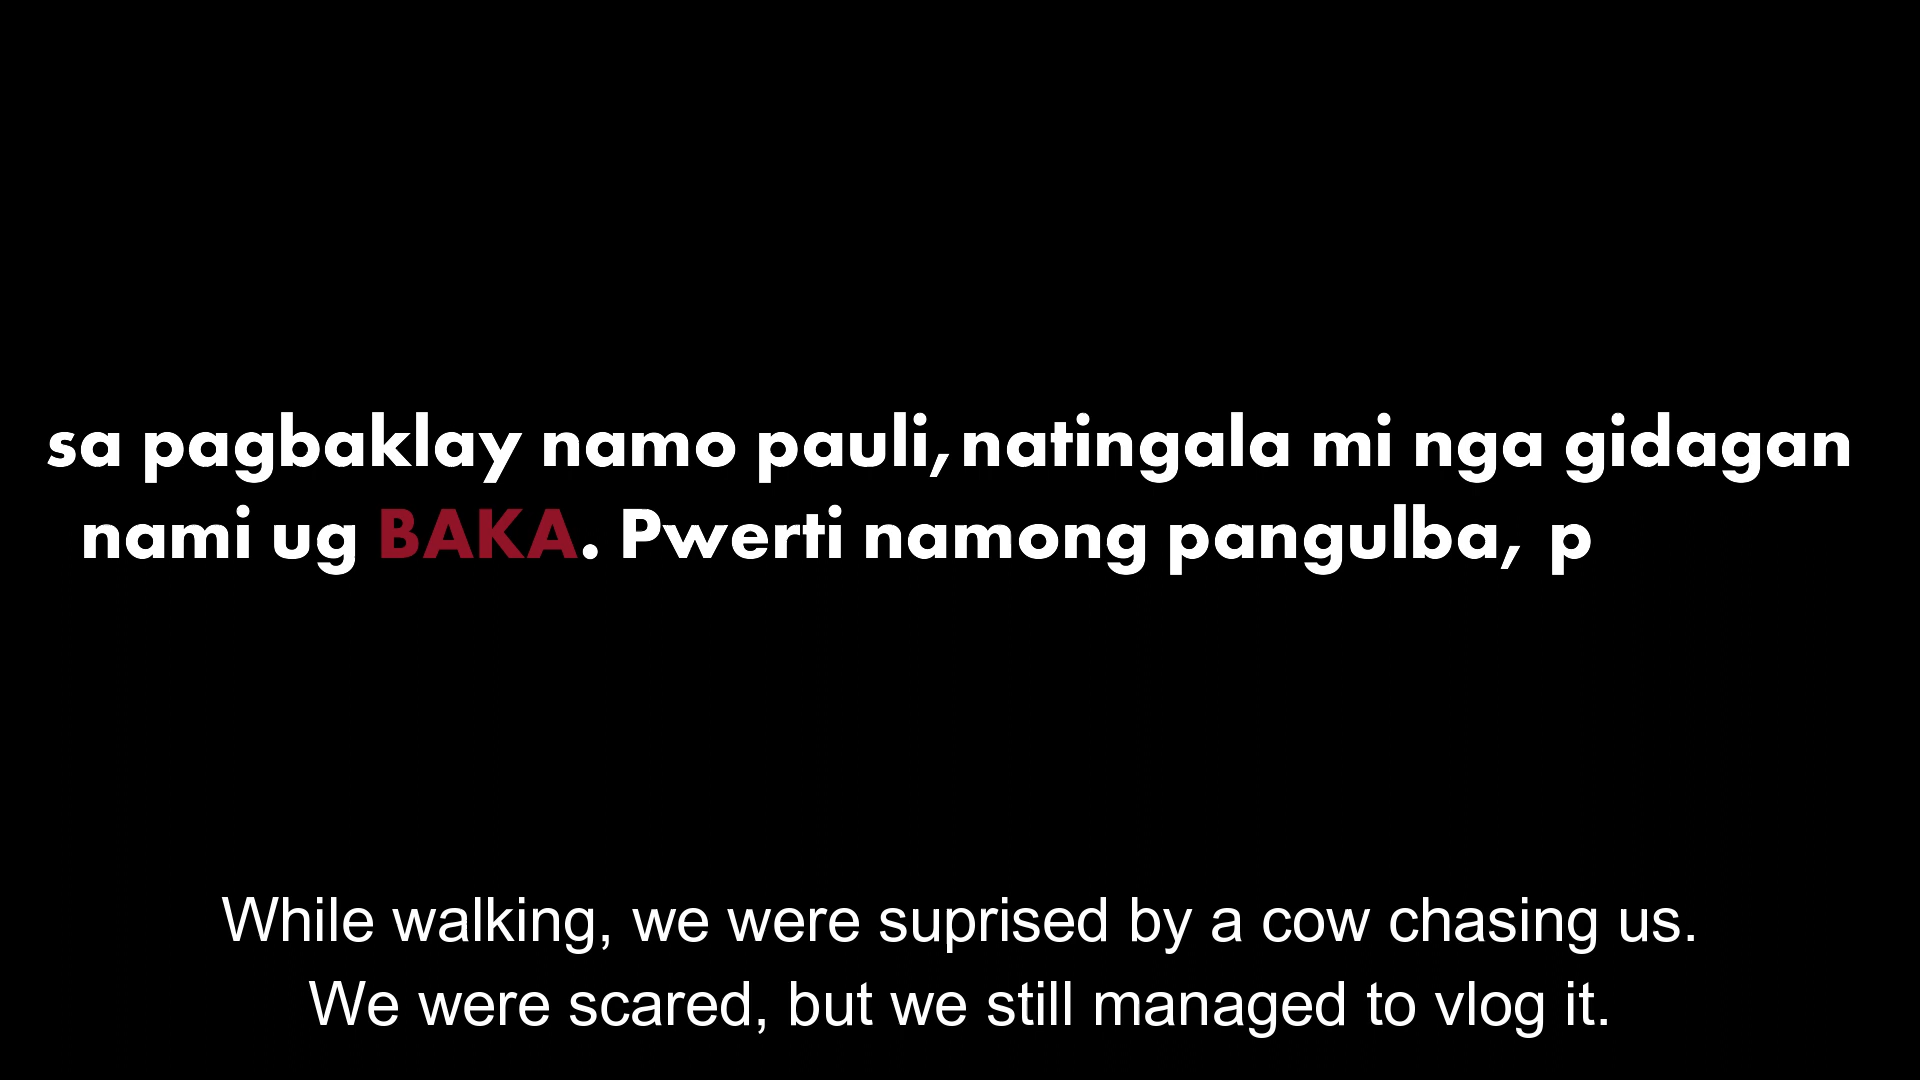 sa pagbaklay namo pauli,natingala mi nga gidagan
nami ug BAKA. Pwerti namong pangulba, p
While walking, we were suprised by a cow chasing us.
We were scared, but we still managed to vlog it.